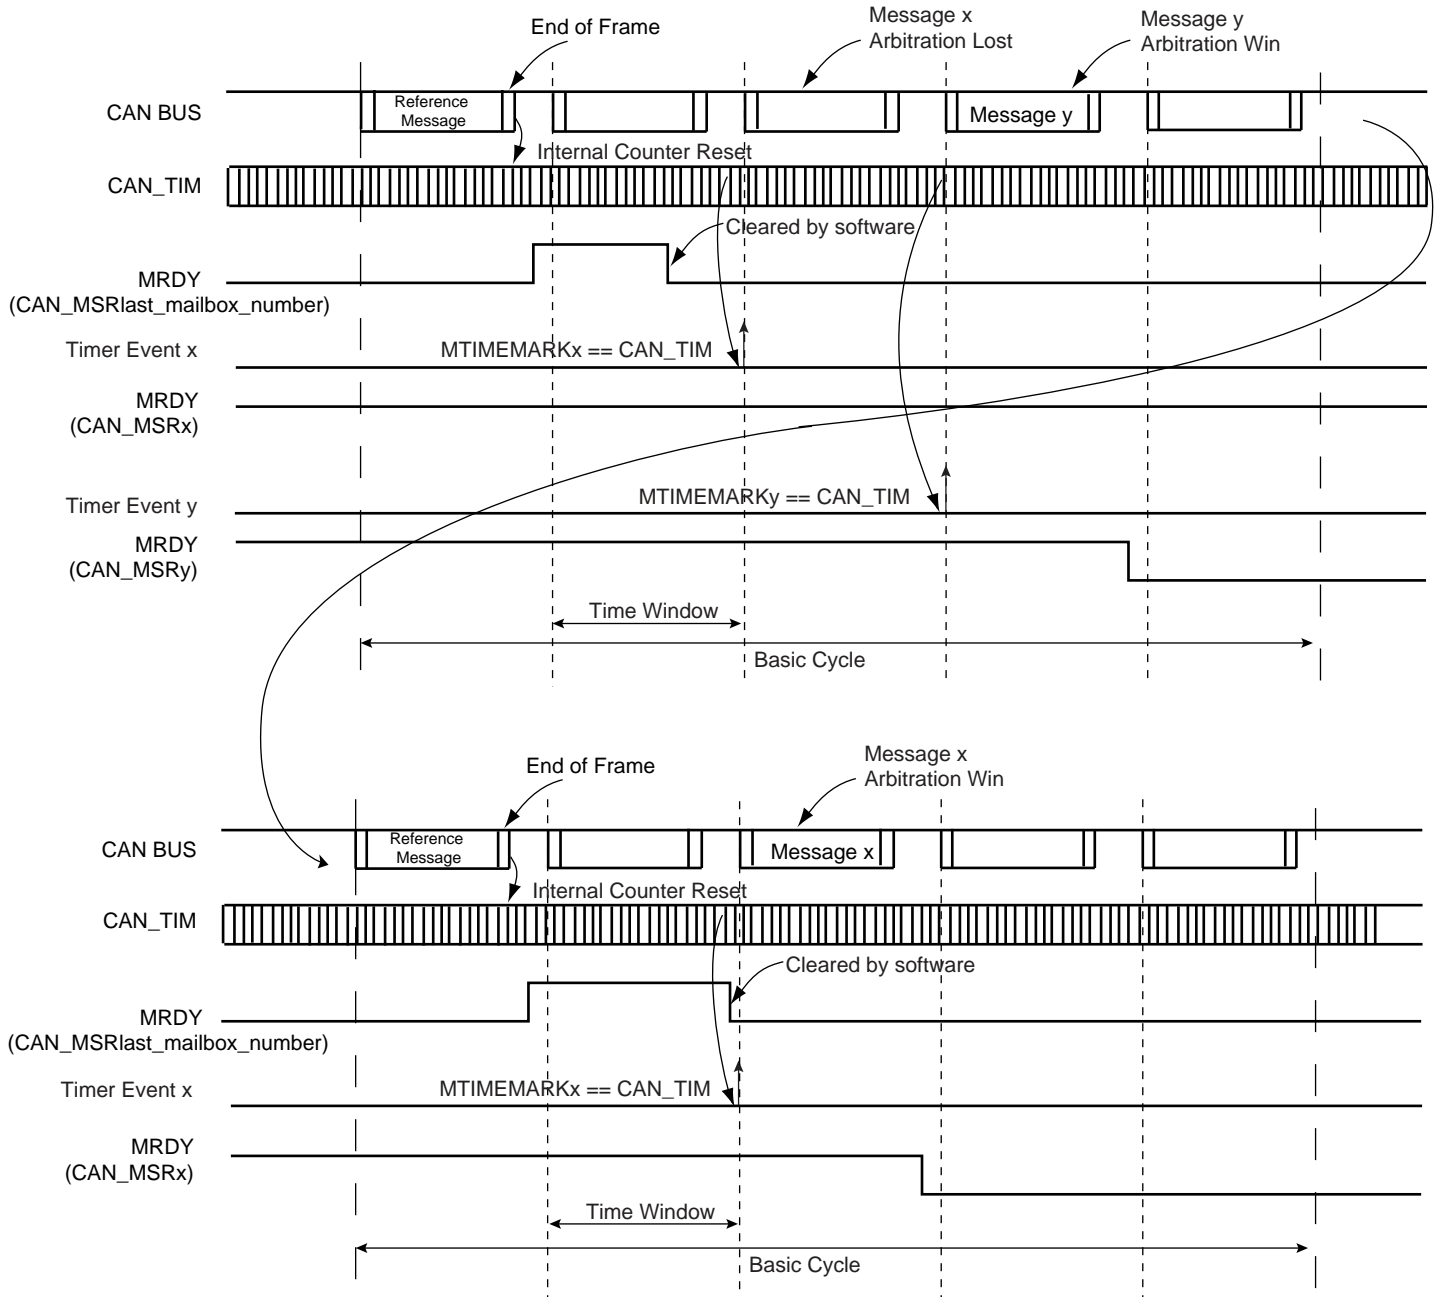 End of Frame
Message x
Arbitration Lost
Message y
Arbitration Win
CAN BUS
Reference
Message
Message y
Internal Counter Reset
CAN_TIM
Cleared by software
MRDY
(CAN_MSRlast_mailbox_number)
Timer Event x
MTIMEMARKx == CAN_TIM
MRDY
(CAN_MSRx)
Timer Event y
MTIMEMARKy == CAN_TIM
MRDY
(CAN_MSRy)
Time Window
Basic Cycle
End of Frame
Message x
Arbitration Win
CAN BUS
Reference
Message
Message x
Internal Counter Reset
CAN_TIM
Cleared by software
MRDY
(CAN_MSRlast_mailbox_number)
Timer Event x
MTIMEMARKx == CAN_TIM
MRDY
(CAN_MSRx)
Time Window
Basic Cycle